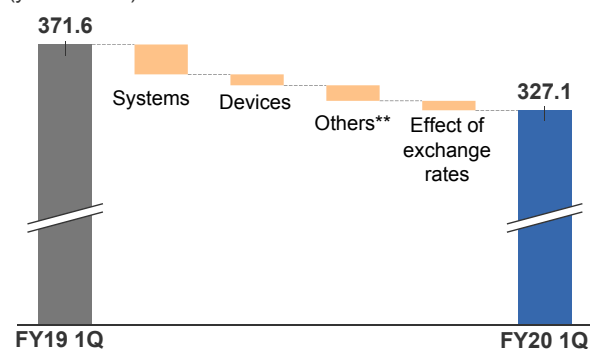 371.6
327.1
Systems
Devices
Others**
Effect of
exchange
rates
FY19 1Q
FY20 1Q